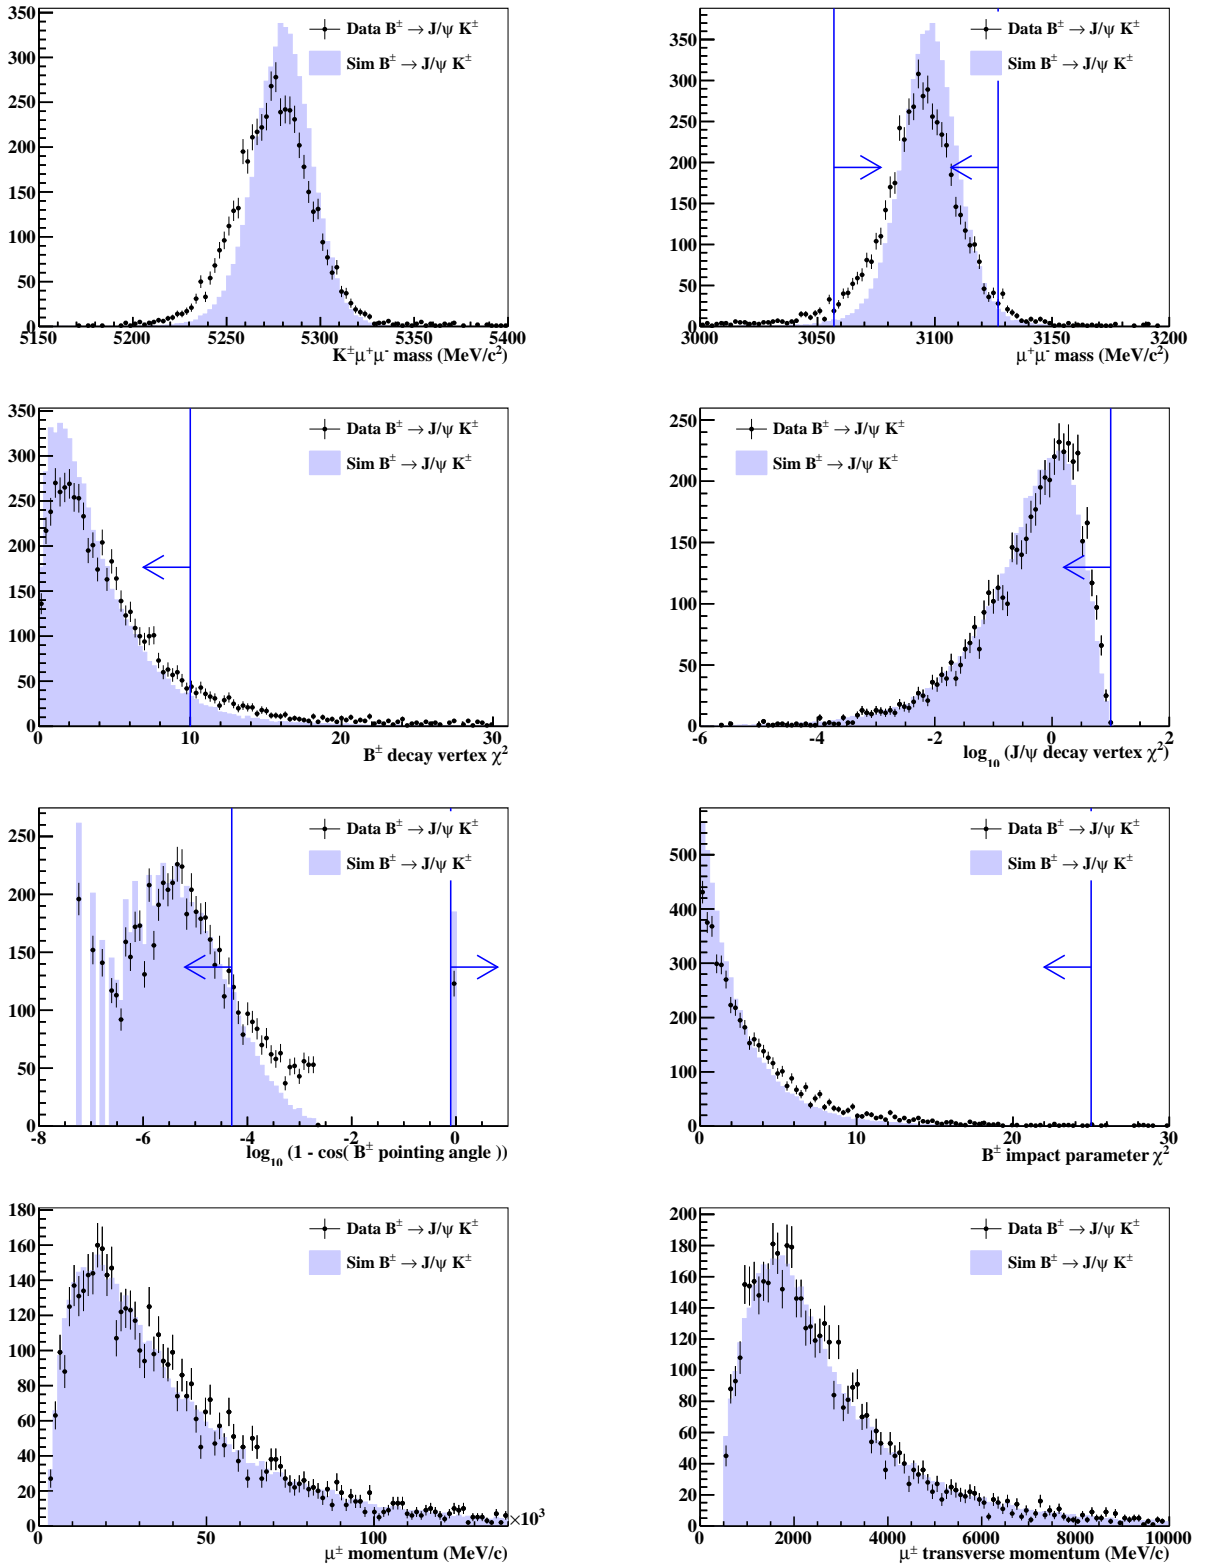 350
300
250
200
150
100
50
0
Data B± → J/ψ K±
Sim B± → J/ψ K±
5150 5200 5250 5300 5350 5400
K±μ+μ- mass (MeV/c²)
350
300
250
200
150
100
50
0
Data B± → J/ψ K±
Sim B± → J/ψ K±
3000 3050 3100 3150 3200
μ+μ- mass (MeV/c²)
350
300
250
200
150
100
50
0
Data B± → J/ψ K±
Sim B± → J/ψ K±
0 10 20 30
B± decay vertex χ²
250
200
150
100
50
0
Data B± → J/ψ K±
Sim B± → J/ψ K±
-6 -4 -2 0 2
log₁₀ (J/ψ decay vertex χ²)
250
200
150
100
50
0
Data B± → J/ψ K±
Sim B± → J/ψ K±
-8 -6 -4 -2 0
log₁₀ (1 - cos( B± pointing angle ))
500
400
300
200
100
0
Data B± → J/ψ K±
Sim B± → J/ψ K±
0 10 20 30
B± impact parameter χ²
180
160
140
120
100
80
60
40
20
0
Data B± → J/ψ K±
Sim B± → J/ψ K±
0 50 100 ×10³
μ± momentum (MeV/c)
200
180
160
140
120
100
80
60
40
20
0
Data B± → J/ψ K±
Sim B± → J/ψ K±
0 2000 4000 6000 8000 10000
μ± transverse momentum (MeV/c)